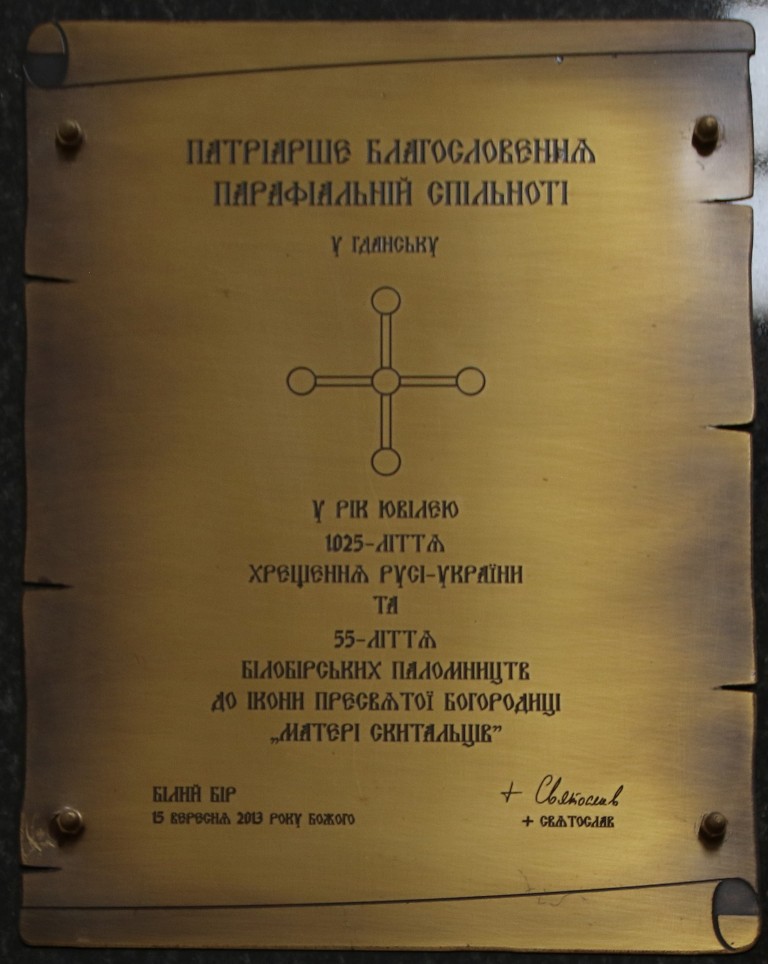 ПАТРІАРШЕ БЛАГОСЛОВЕННЯ
ПАРАФІАЛЬНІЙ СПІЛЬНОТІ
У ГДАНСЬКУ
У РІК ЮВІЛЕЮ
1025-ЛІТТЯ
ХРЕЩЕННЯ РУСІ-УКРАЇНИ
ТА
55-ЛІТТЯ
БІЛОБІРСЬКИХ ПАЛОМНИЦТВ
ДО ІКОНИ ПРЕСВЯТОЇ БОГОРОДИЦІ
„МАТЕРІ СКИТАЛЬЦІВ”
БІЛИЙ БІР
15 ВЕРЕСНЯ 2013 РОКУ БОЖОГО
+ Святослав
+ СВЯТОСЛАВ